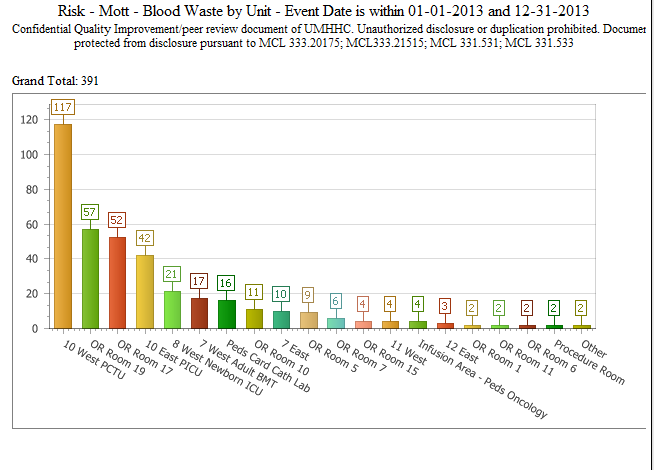 Risk - Mott - Blood Waste by Unit - Event Date is within 01-01-2013 and 12-31-2013
Confidential Quality Improvement/peer review document of UMHHC. Unauthorized disclosure or duplication prohibited. Documen
protected from disclosure pursuant to MCL 333.20175; MCL333.21515; MCL 331.531; MCL 331.533
Grand Total: 391
120
100
80
60
40
20
0
117
57
52
42
21
17
16
11
10
9
6
4
4
4
3
2
2
2
2
2
10 West PCTU
OR Room 19
OR Room 17
10 East PICU
8 West Newborn ICU
7 West Adult BMT
Peds Card Cath Lab
OR Room 10
7 East
OR Room 5
OR Room 7
OR Room 15
11 West
Infusion Area - Peds Oncology
12 East
OR Room 1
OR Room 11
OR Room 6
Procedure Room
Other